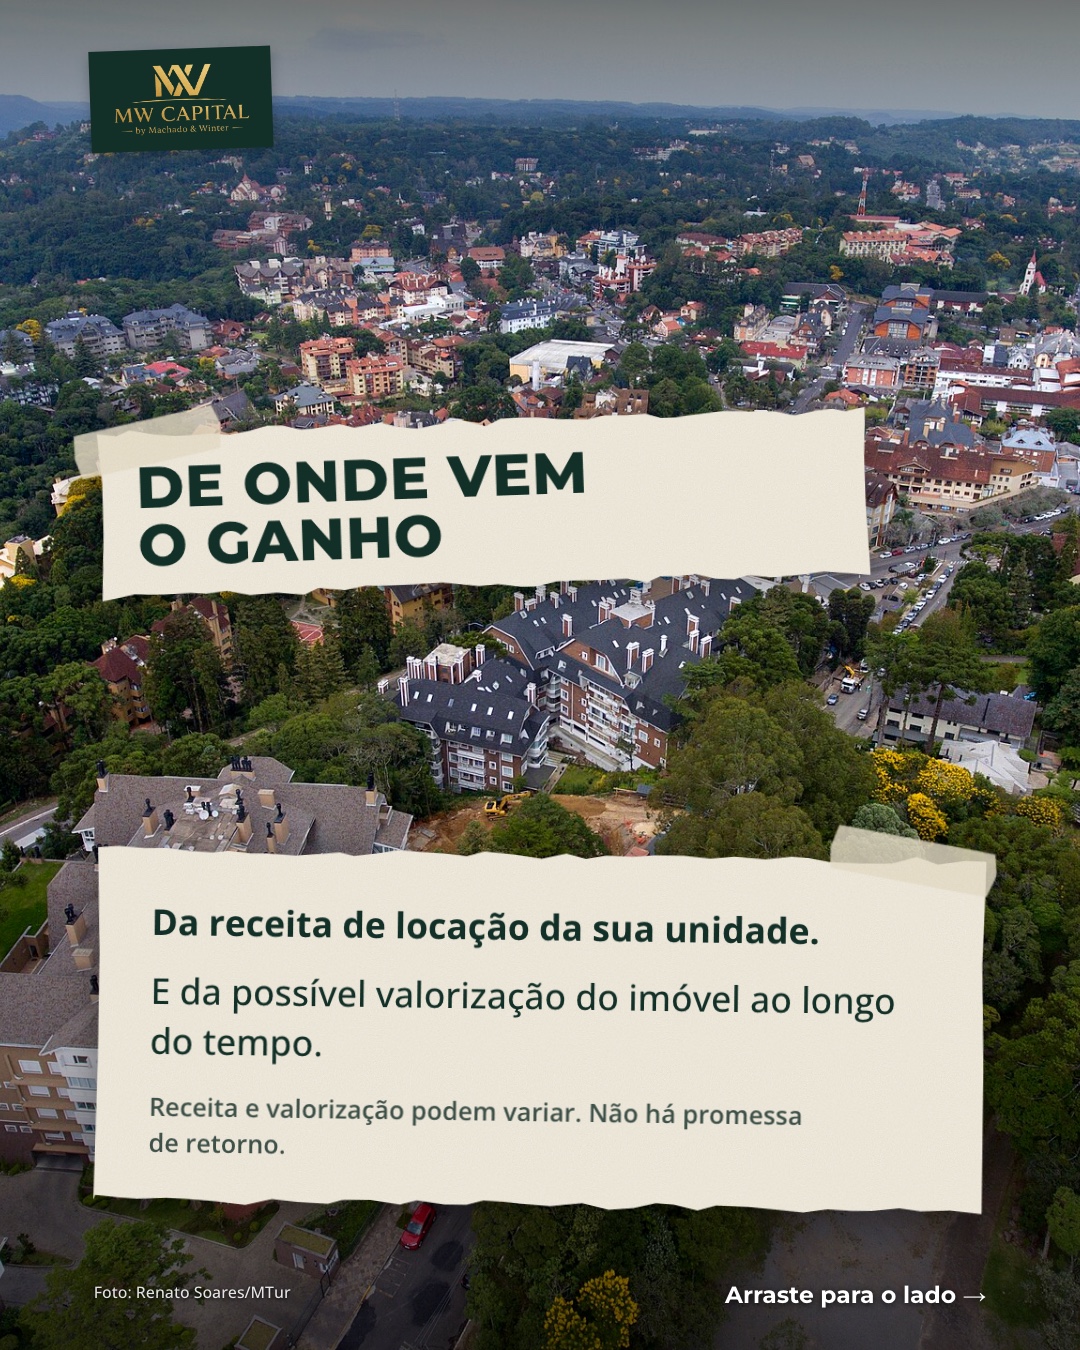 MW CAPITAL
by Machado & Winter
DE ONDE VEM
O GANHO
Da receita de locação da sua unidade.
E da possível valorização do imóvel ao longo
do tempo.
Receita e valorização podem variar. Não há promessa
de retorno.
Foto: Renato Soares/MTur
Arraste para o lado →